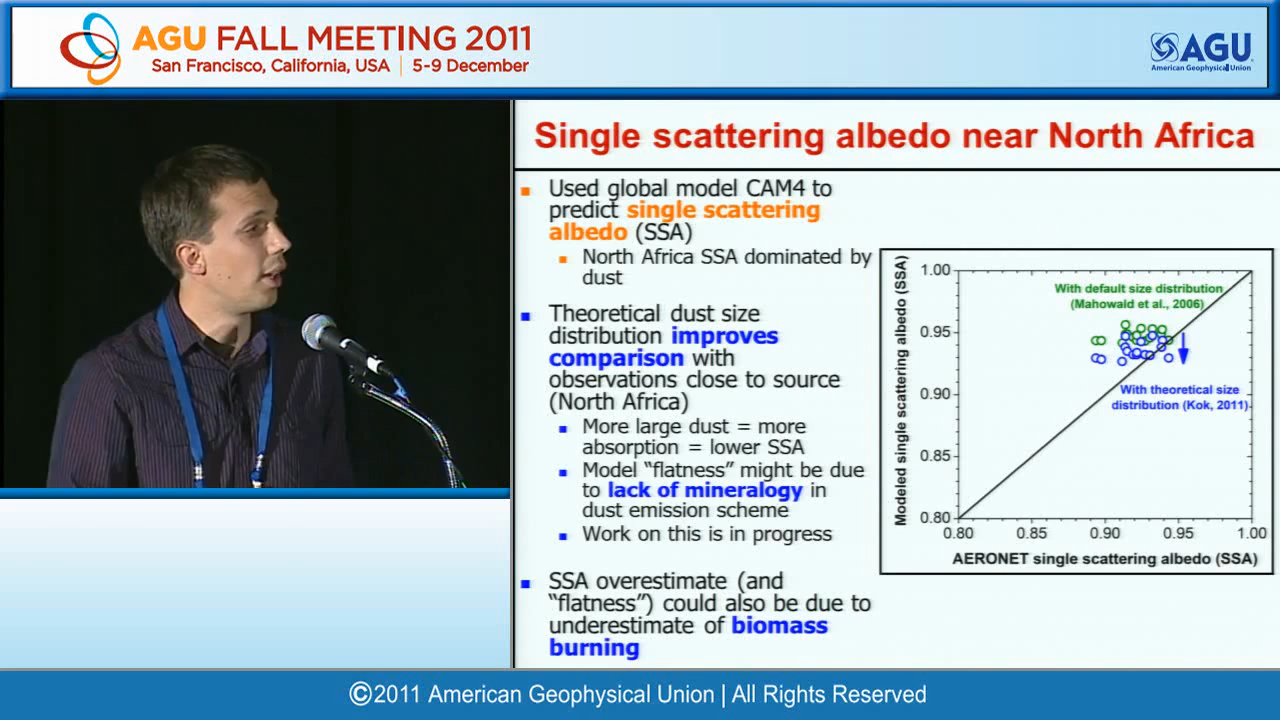 AGU FALL MEETING 2011
San Francisco, California, USA | 5-9 December
AGU
American Geophysical Union
Single scattering albedo near North Africa
Used global model CAM4 to
predict single scattering
albedo (SSA)
North Africa SSA dominated by
dust
Theoretical dust size
distribution improves
comparison with
observations close to source
(North Africa)
More large dust = more
absorption = lower SSA
Model "flatness" might be due
to lack of mineralogy in
dust emission scheme
Work on this is in progress
SSA overestimate (and
"flatness") could also be due to
underestimate of biomass
burning
Modeled single scattering albedo (SSA)
1.00
0.95
0.90
0.85
0.80
With default size distribution
(Mahowald et al., 2006)
With theoretical size
distribution (Kok, 2011)
0.80 0.85 0.90 0.95 1.00
AERONET single scattering albedo (SSA)
©2011 American Geophysical Union | All Rights Reserved